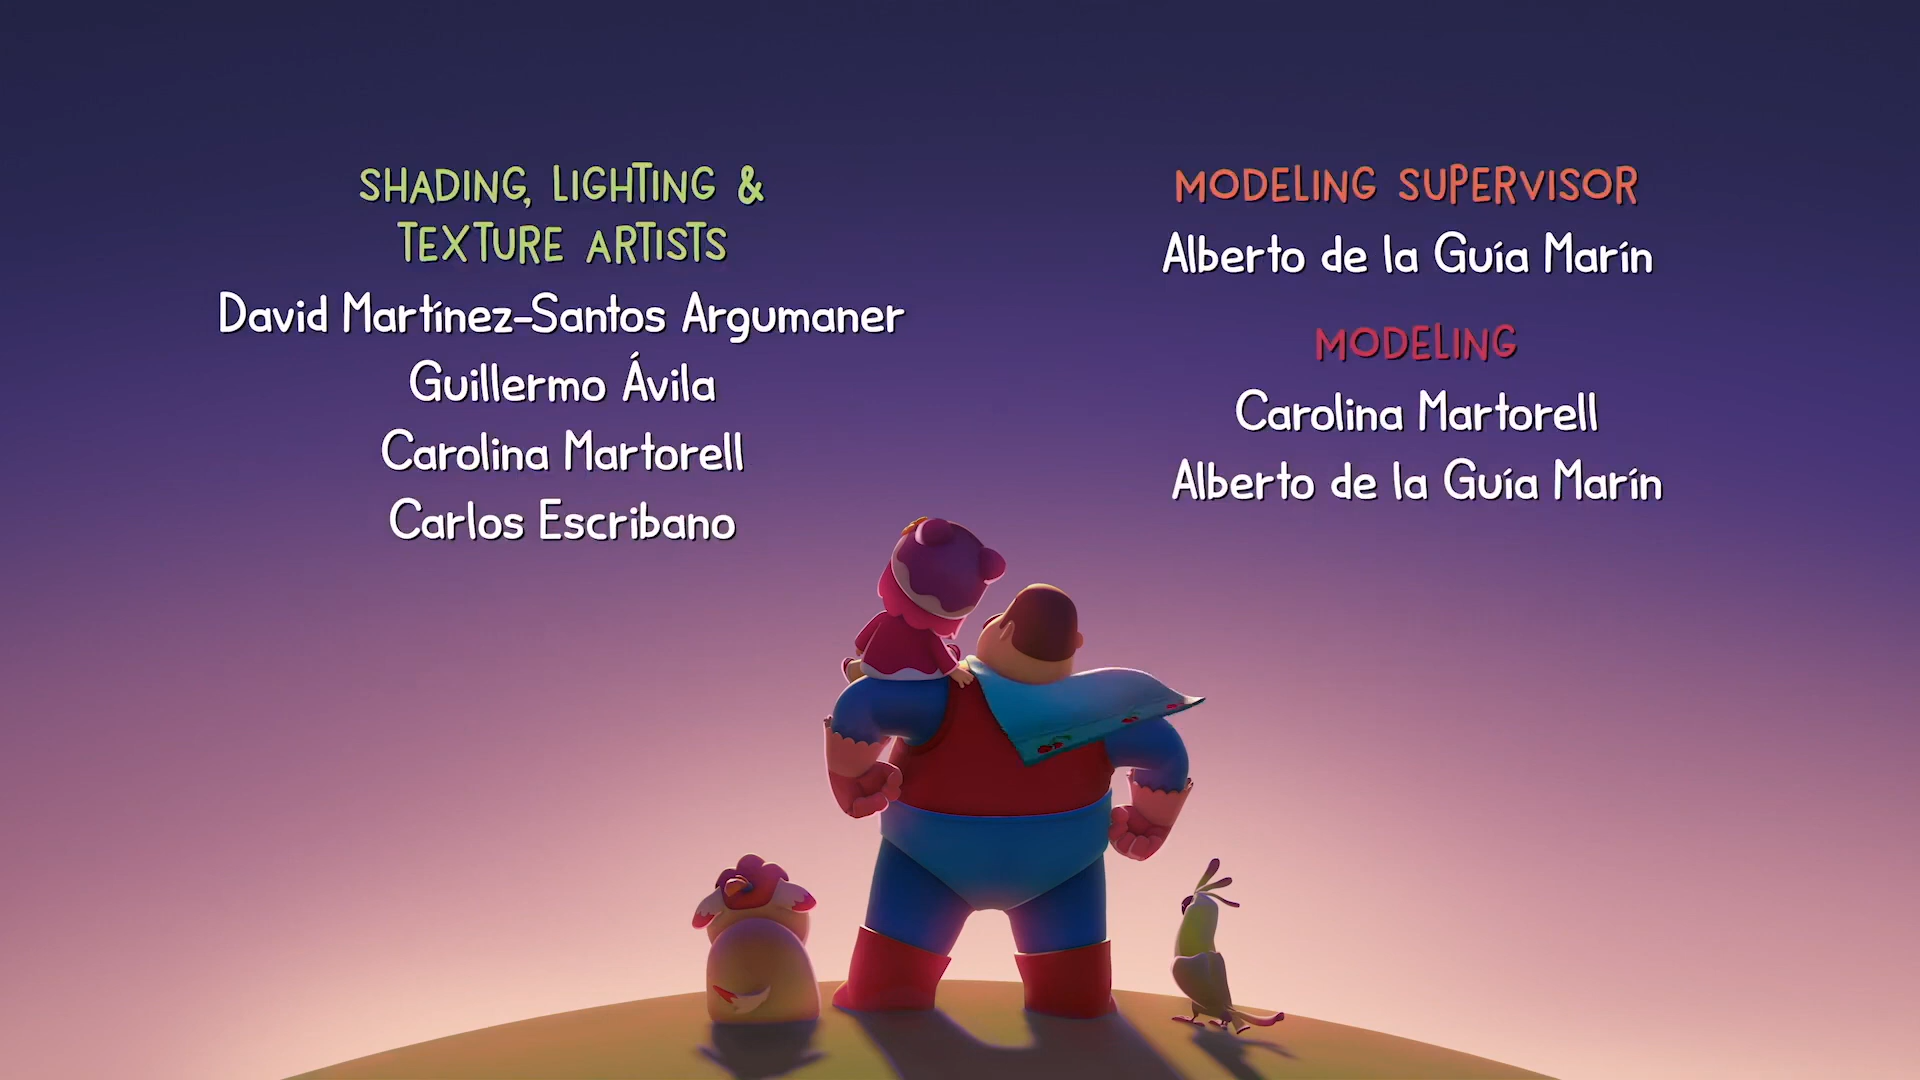 SHADING, LIGHTING &
TEXTURE ARTISTS
David Martínez-Santos Argumaner
Guillermo Ávila
Carolina Martorell
Carlos Escribano
MODELING SUPERVISOR
Alberto de la Guía Marín
MODELING
Carolina Martorell
Alberto de la Guía Marín